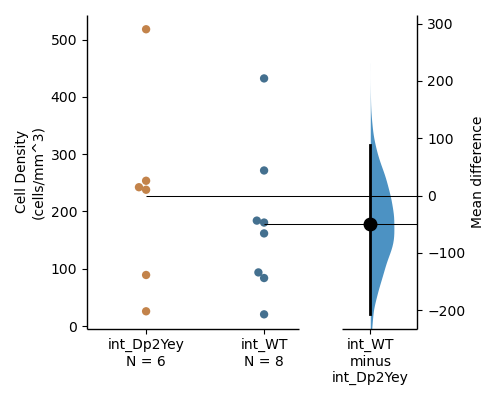 Cell Density
(cells/mm^3)
500
400
300
200
100
0
int_Dp2Yey
N = 6
int_WT
N = 8
int_WT
minus
int_Dp2Yey
300
200
100
0
−100
−200
Mean difference